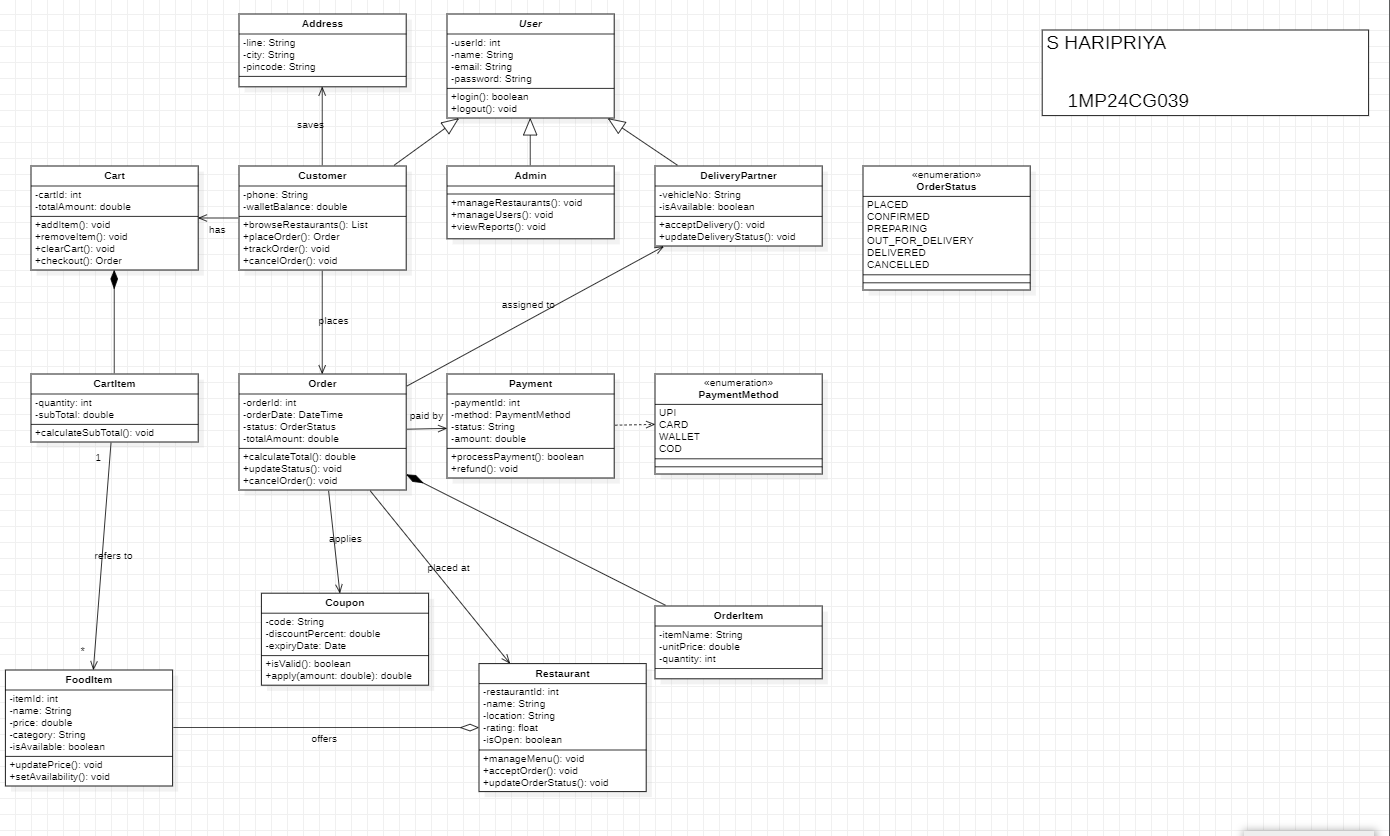 Address
-line: String
-city: String
-pincode: String
User
-userId: int
-name: String
-email: String
-password: String
+login(): boolean
+logout(): void
S HARIPRIYA
1MP24CG039
saves
Cart
-cartId: int
-totalAmount: double
+addItem(): void
+removeItem(): void
+clearCart(): void
+checkout(): Order
has
Customer
-phone: String
-walletBalance: double
+browseRestaurants(): List
+placeOrder(): Order
+trackOrder(): void
+cancelOrder(): void
Admin
+manageRestaurants(): void
+manageUsers(): void
+viewReports(): void
DeliveryPartner
-vehicleNo: String
-isAvailable: boolean
+acceptDelivery(): void
+updateDeliveryStatus(): void
«enumeration»
OrderStatus
PLACED
CONFIRMED
PREPARING
OUT_FOR_DELIVERY
DELIVERED
CANCELLED
assigned to
places
CartItem
-quantity: int
-subTotal: double
+calculateSubTotal(): void
Order
-orderId: int
-orderDate: DateTime
-status: OrderStatus
-totalAmount: double
+calculateTotal(): double
+updateStatus(): void
+cancelOrder(): void
paid by
Payment
-paymentId: int
-method: PaymentMethod
-status: String
-amount: double
+processPayment(): boolean
+refund(): void
«enumeration»
PaymentMethod
UPI
CARD
WALLET
COD
1
refers to
*
applies
placed at
Coupon
-code: String
-discountPercent: double
-expiryDate: Date
+isValid(): boolean
+apply(amount: double): double
OrderItem
-itemName: String
-unitPrice: double
-quantity: int
FoodItem
-itemId: int
-name: String
-price: double
-category: String
-isAvailable: boolean
+updatePrice(): void
+setAvailability(): void
offers
Restaurant
-restaurantId: int
-name: String
-location: String
-rating: float
-isOpen: boolean
+manageMenu(): void
+acceptOrder(): void
+updateOrderStatus(): void